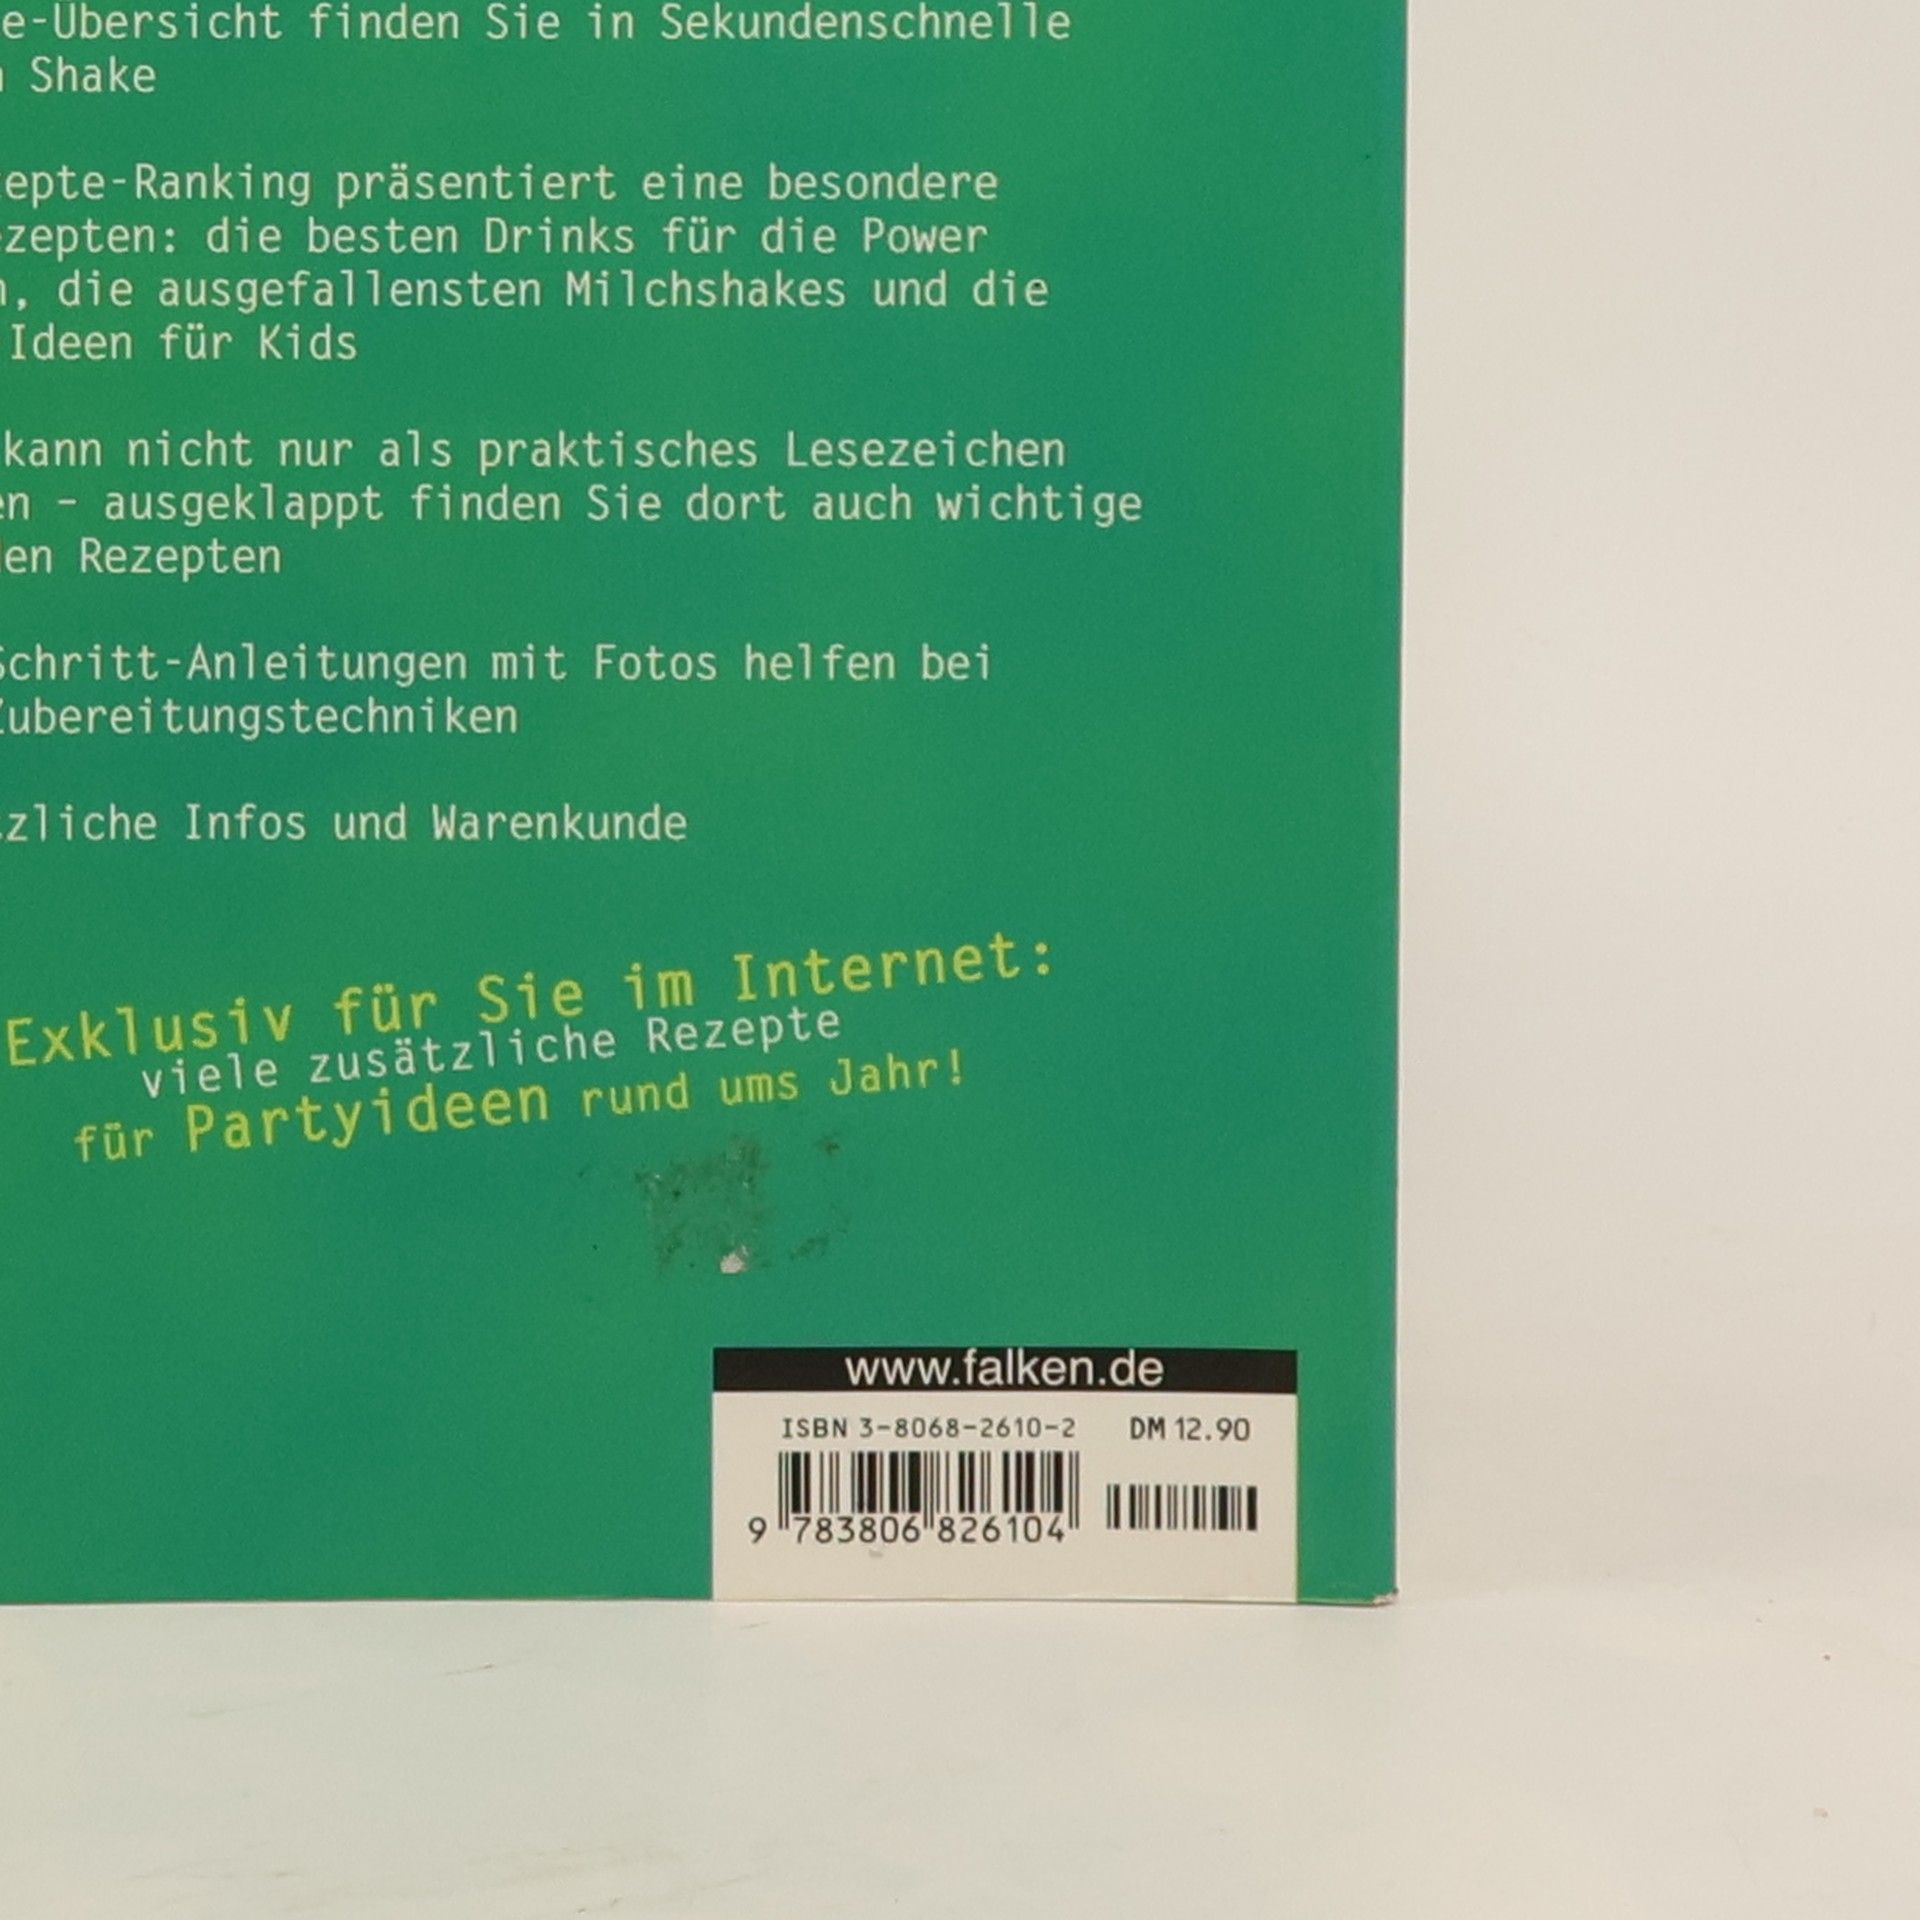 e-Übersicht finden Sie in Sekundenschnelle
Shake
epte-Ranking präsentiert eine besondere
zepten: die besten Drinks für die Power
, die ausgefallensten Milchshakes und die
Ideen für Kids
kann nicht nur als praktisches Lesezeichen
en – ausgeklappt finden Sie dort auch wichtige
en Rezepten
Schritt-Anleitungen mit Fotos helfen bei
Zubereitungstechniken
zliche Infos und Warenkunde
Exklusiv für Sie im Internet:
viele zusätzliche Rezepte
für Partyideen rund ums Jahr!
www.falken.de
ISBN 3-8068-2610-2 DM 12.90
9 783806 826104